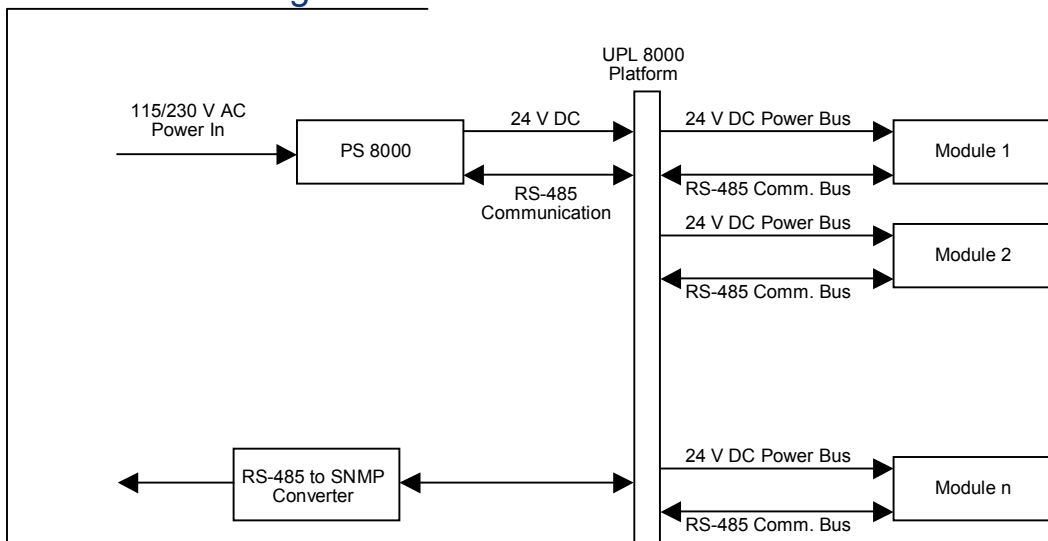 UPL 8000
Platform
115/230 V AC
Power In
24 V DC
24 V DC Power Bus
PS 8000
Module 1
RS-485
Communication
RS-485 Comm. Bus
24 V DC Power Bus
Module 2
RS-485 Comm. Bus
24 V DC Power Bus
RS-485 to SNMP
Converter
Module n
RS-485 Comm. Bus